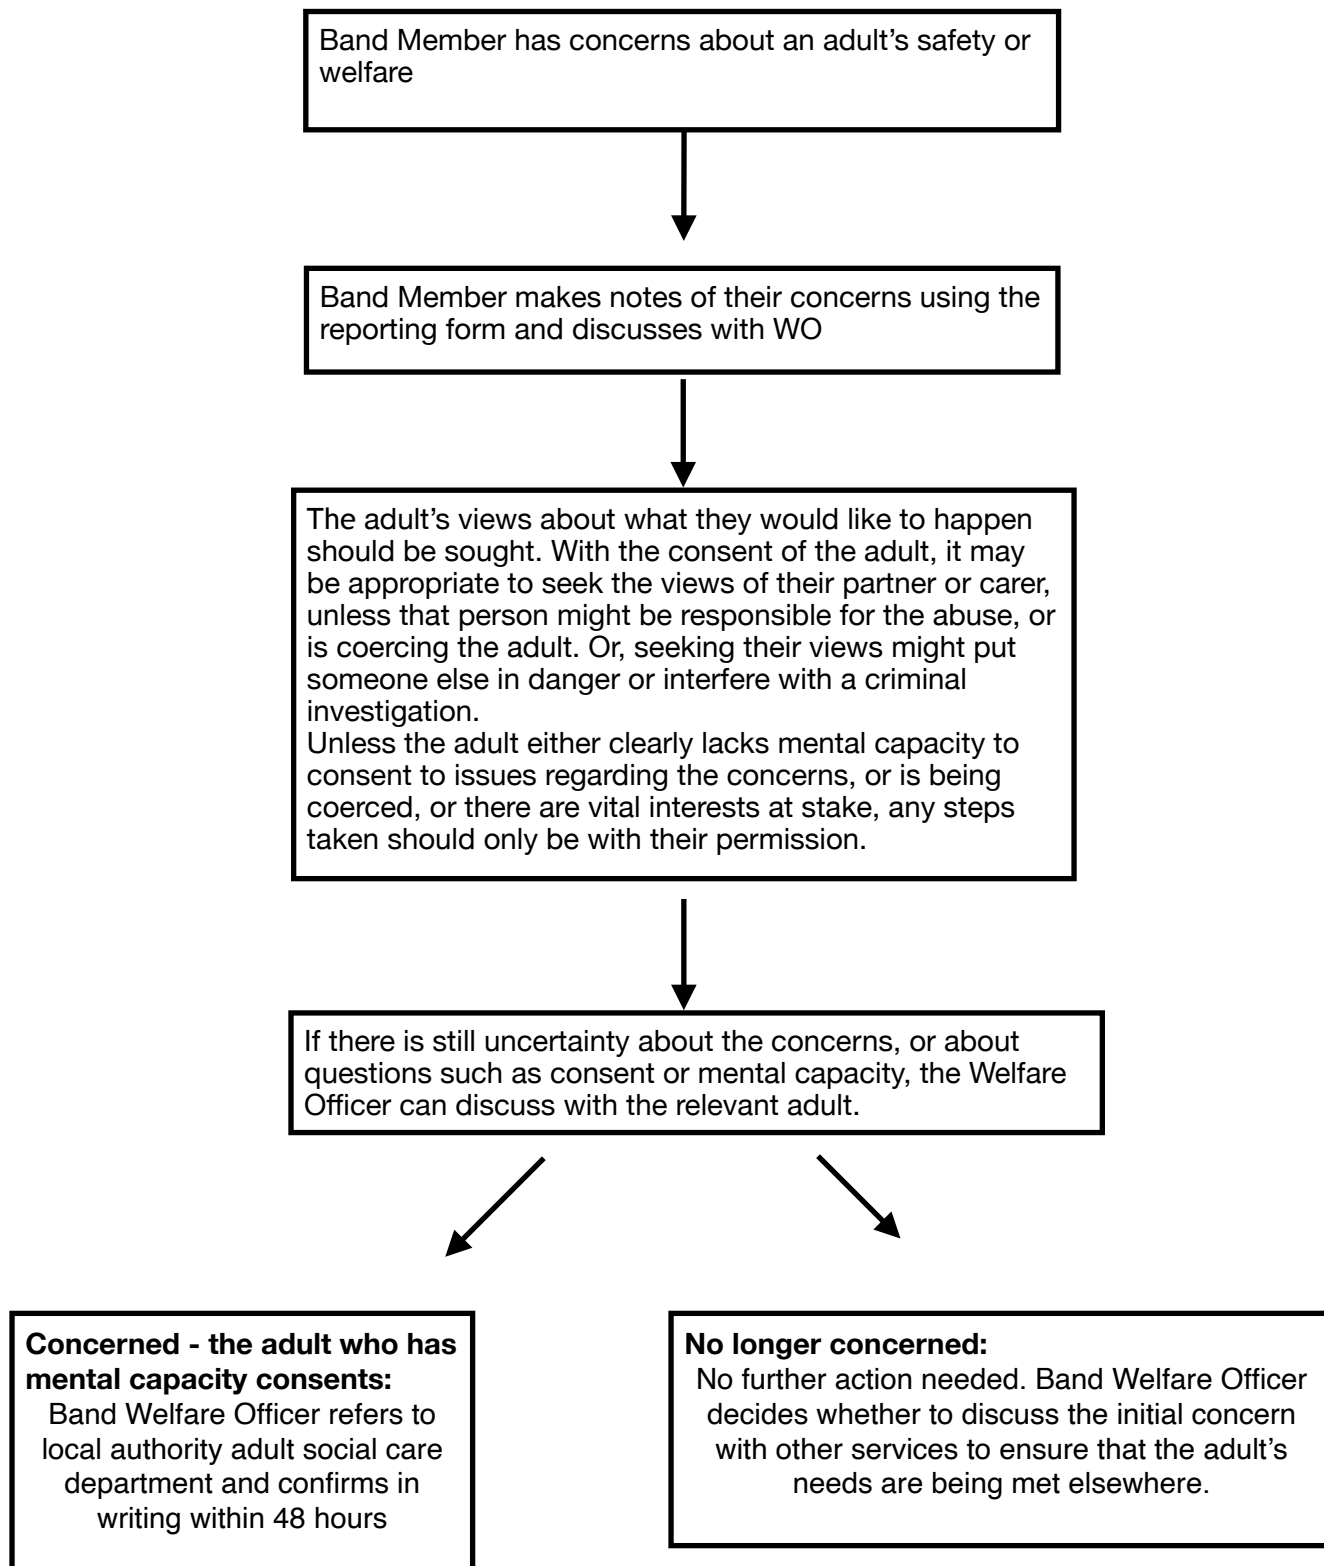 Band Member has concerns about an adult’s safety or
welfare
Band Member makes notes of their concerns using the
reporting form and discusses with WO
The adult’s views about what they would like to happen
should be sought. With the consent of the adult, it may
be appropriate to seek the views of their partner or carer,
unless that person might be responsible for the abuse, or
is coercing the adult. Or, seeking their views might put
someone else in danger or interfere with a criminal
investigation.
Unless the adult either clearly lacks mental capacity to
consent to issues regarding the concerns, or is being
coerced, or there are vital interests at stake, any steps
taken should only be with their permission.
If there is still uncertainty about the concerns, or about
questions such as consent or mental capacity, the Welfare
Officer can discuss with the relevant adult.
Concerned - the adult who has
mental capacity consents:
Band Welfare Officer refers to
local authority adult social care
department and confirms in
writing within 48 hours
No longer concerned:
No further action needed. Band Welfare Officer
decides whether to discuss the initial concern
with other services to ensure that the adult’s
needs are being met elsewhere.